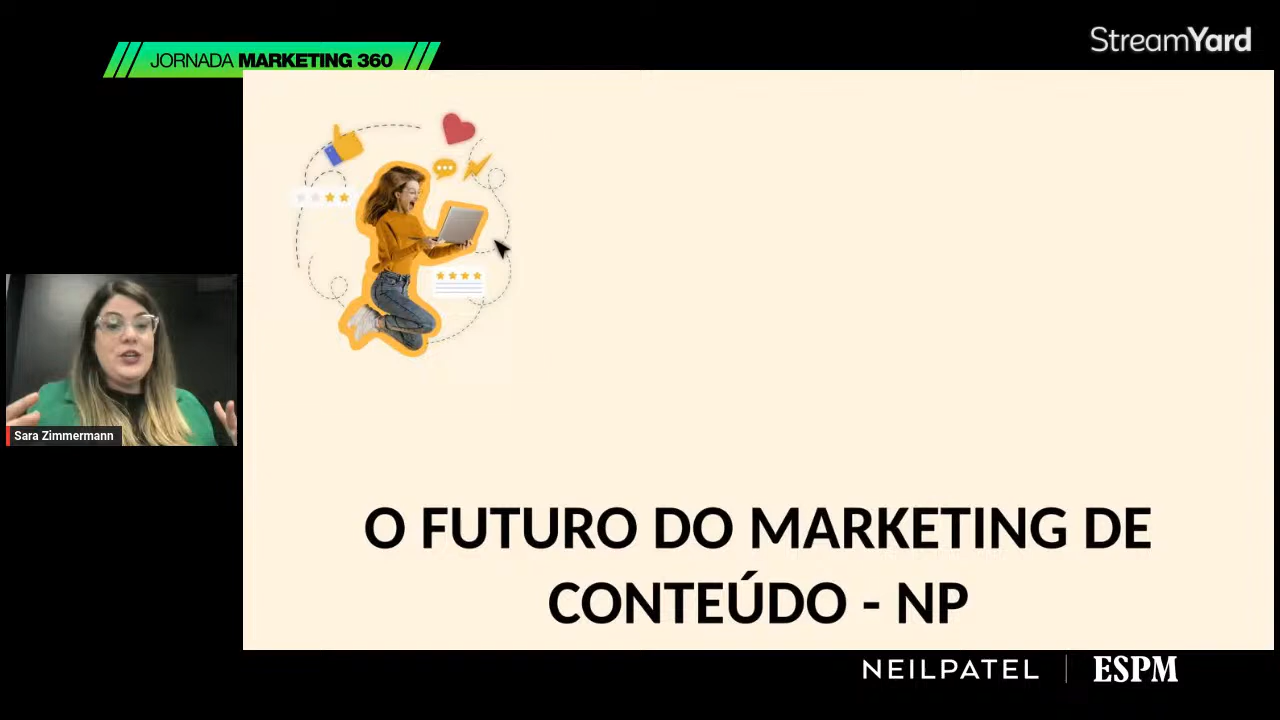 JORNADA MARKETING 360
StreamYard
Sara Zimmermann
O FUTURO DO MARKETING DE
CONTEÚDO - NP
NEILPATEL | ESPM